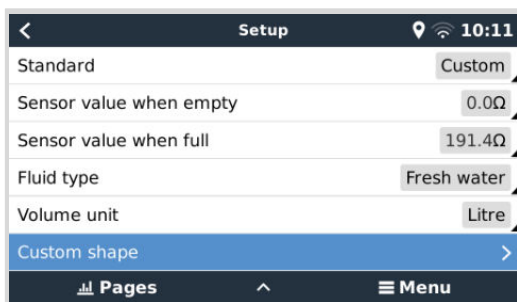 Setup 10:11
Standard Custom
Sensor value when empty 0.0Ω
Sensor value when full 191.4Ω
Fluid type Fresh water
Volume unit Litre
Custom shape
Pages Menu